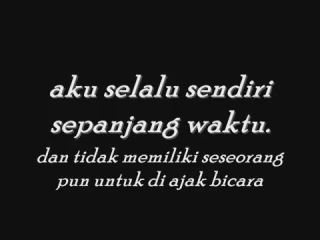 aku selalu sendiri
sepanjang waktu.
dan tidak memiliki seseorang
pun untuk di ajak bicara